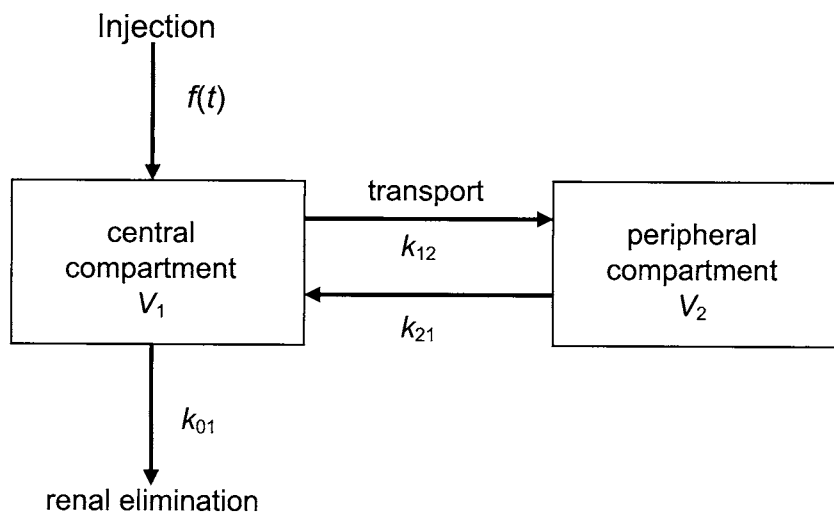 Injection
f(t)
transport
central
compartment
V₁
k₁₂
peripheral
compartment
V₂
k₂₁
k₀₁
renal elimination